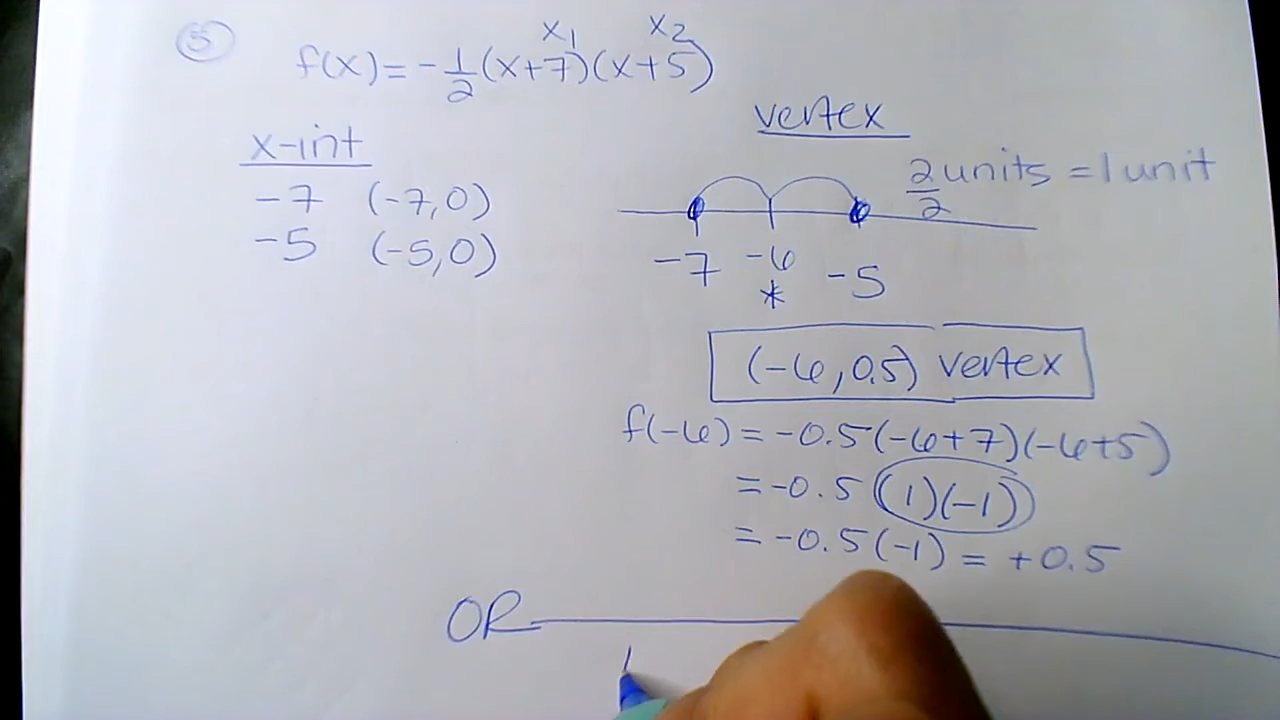 5
x1 x2
f(x)=-1/2(x+7)(x+5)
x-int
-7 (-7,0)
-5 (-5,0)
vertex
2/2 units = 1 unit
-7 -6 -5
*
(-6,0.5) vertex
f(-6) = -0.5(-6+7)(-6+5)
= -0.5 (1)(-1)
= -0.5(-1) = +0.5
OR